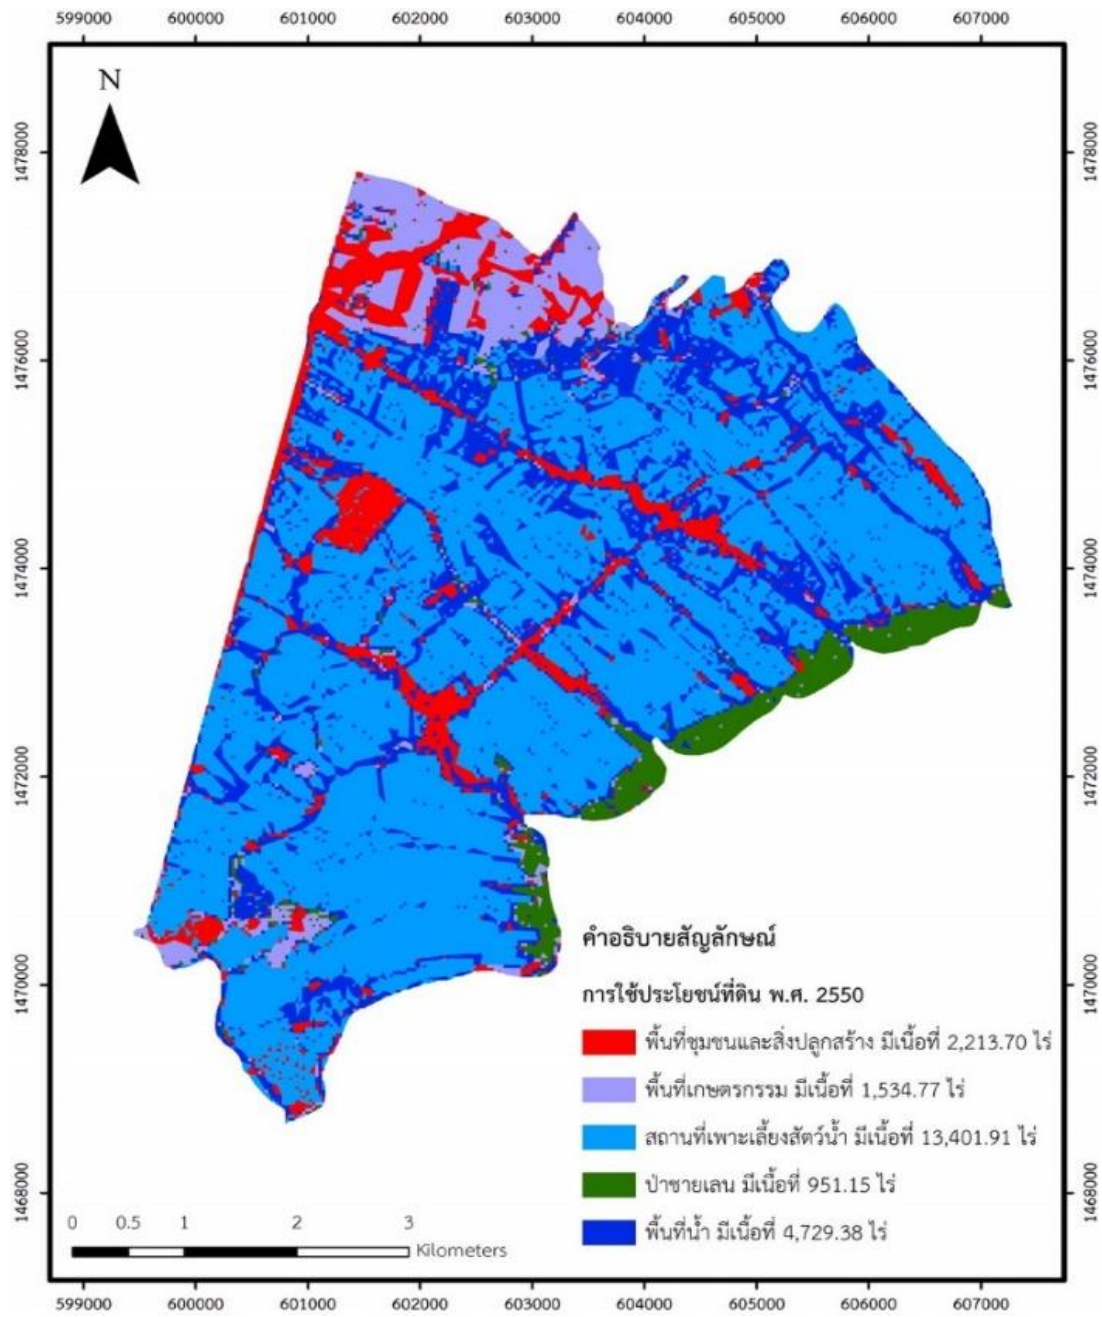 599000 600000 601000 602000 603000 604000 605000 606000 607000
N
1478000 1478000
1476000 1476000
1474000 1474000
1472000 1472000
1470000 1470000
1468000 1468000
คำอธิบายสัญลักษณ์
การใช้ประโยชน์ที่ดิน พ.ศ. 2550
พื้นที่ชุมชนและสิ่งปลูกสร้าง มีเนื้อที่ 2,213.70 ไร่
พื้นที่เกษตรกรรม มีเนื้อที่ 1,534.77 ไร่
สถานที่เพาะเลี้ยงสัตว์น้ำ มีเนื้อที่ 13,401.91 ไร่
ป่าชายเลน มีเนื้อที่ 951.15 ไร่
พื้นที่น้ำ มีเนื้อที่ 4,729.38 ไร่
0 0.5 1 2 3
Kilometers
599000 600000 601000 602000 603000 604000 605000 606000 607000